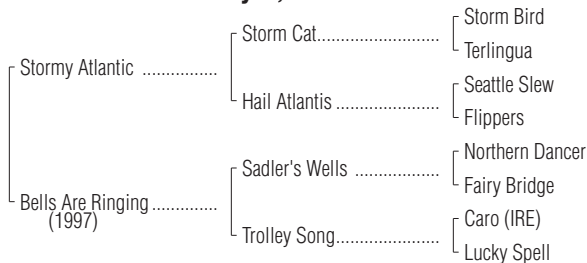 Storm Bird
Storm Cat....................
Terlingua
Stormy Atlantic ...............
Seattle Slew
Hail Atlantis .....................
Flippers
Northern Dancer
Sadler's Wells .................
Fairy Bridge
Bells Are Ringing.............
(1997)
Caro (IRE)
Trolley Song.....................
Lucky Spell